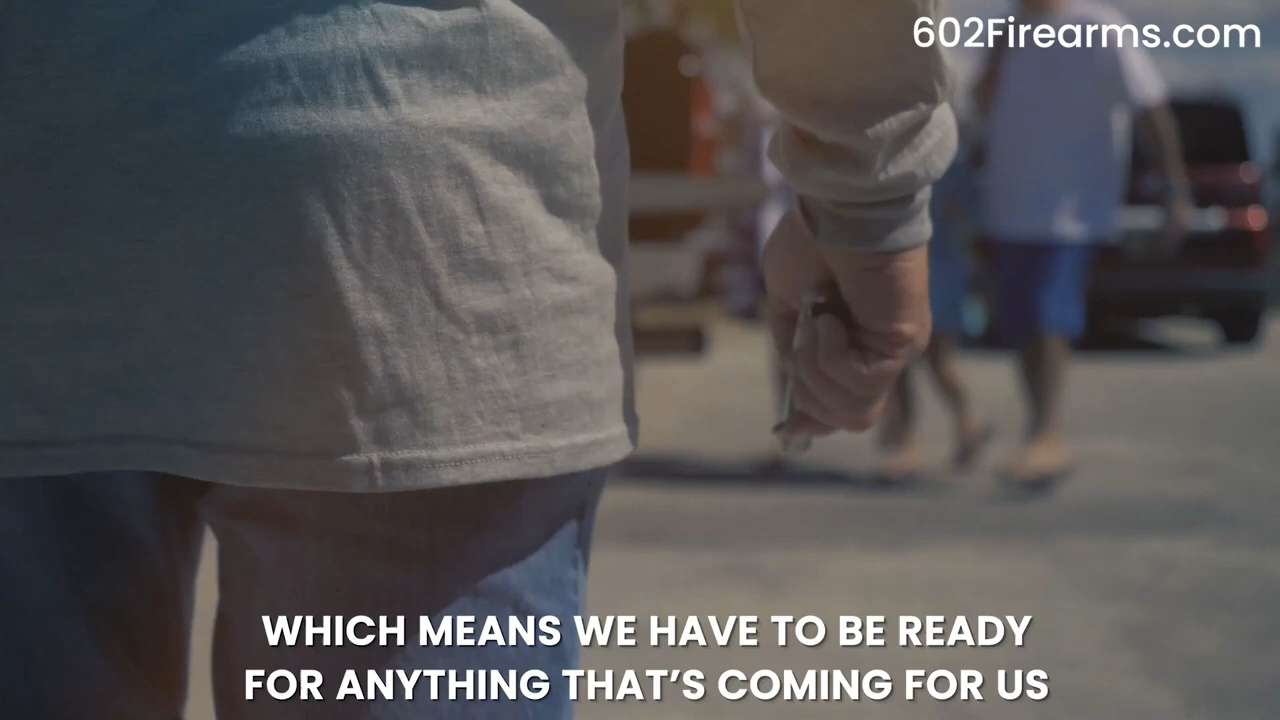 602Firearms.com
WHICH MEANS WE HAVE TO BE READY
FOR ANYTHING THAT’S COMING FOR US